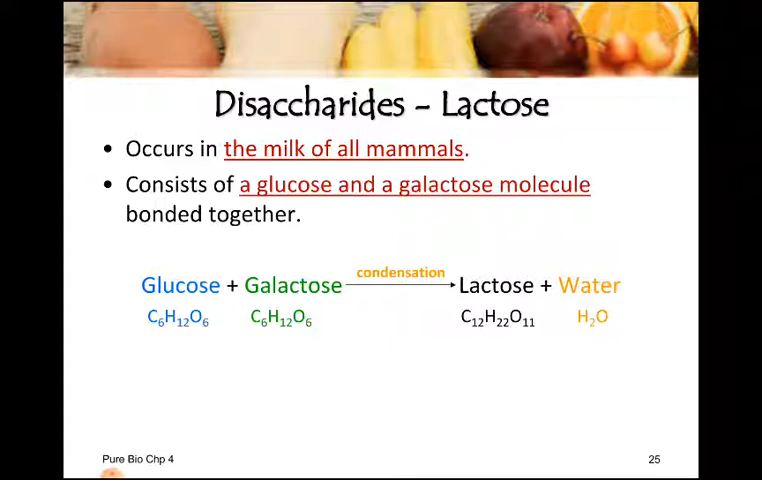 Disaccharides – Lactose
• Occurs in the milk of all mammals.
• Consists of a glucose and a galactose molecule
bonded together.
condensation
Glucose + Galactose → Lactose + Water
C₆H₁₂O₆ C₆H₁₂O₆ C₁₂H₂₂O₁₁ H₂O
Pure Bio Chp 4 25